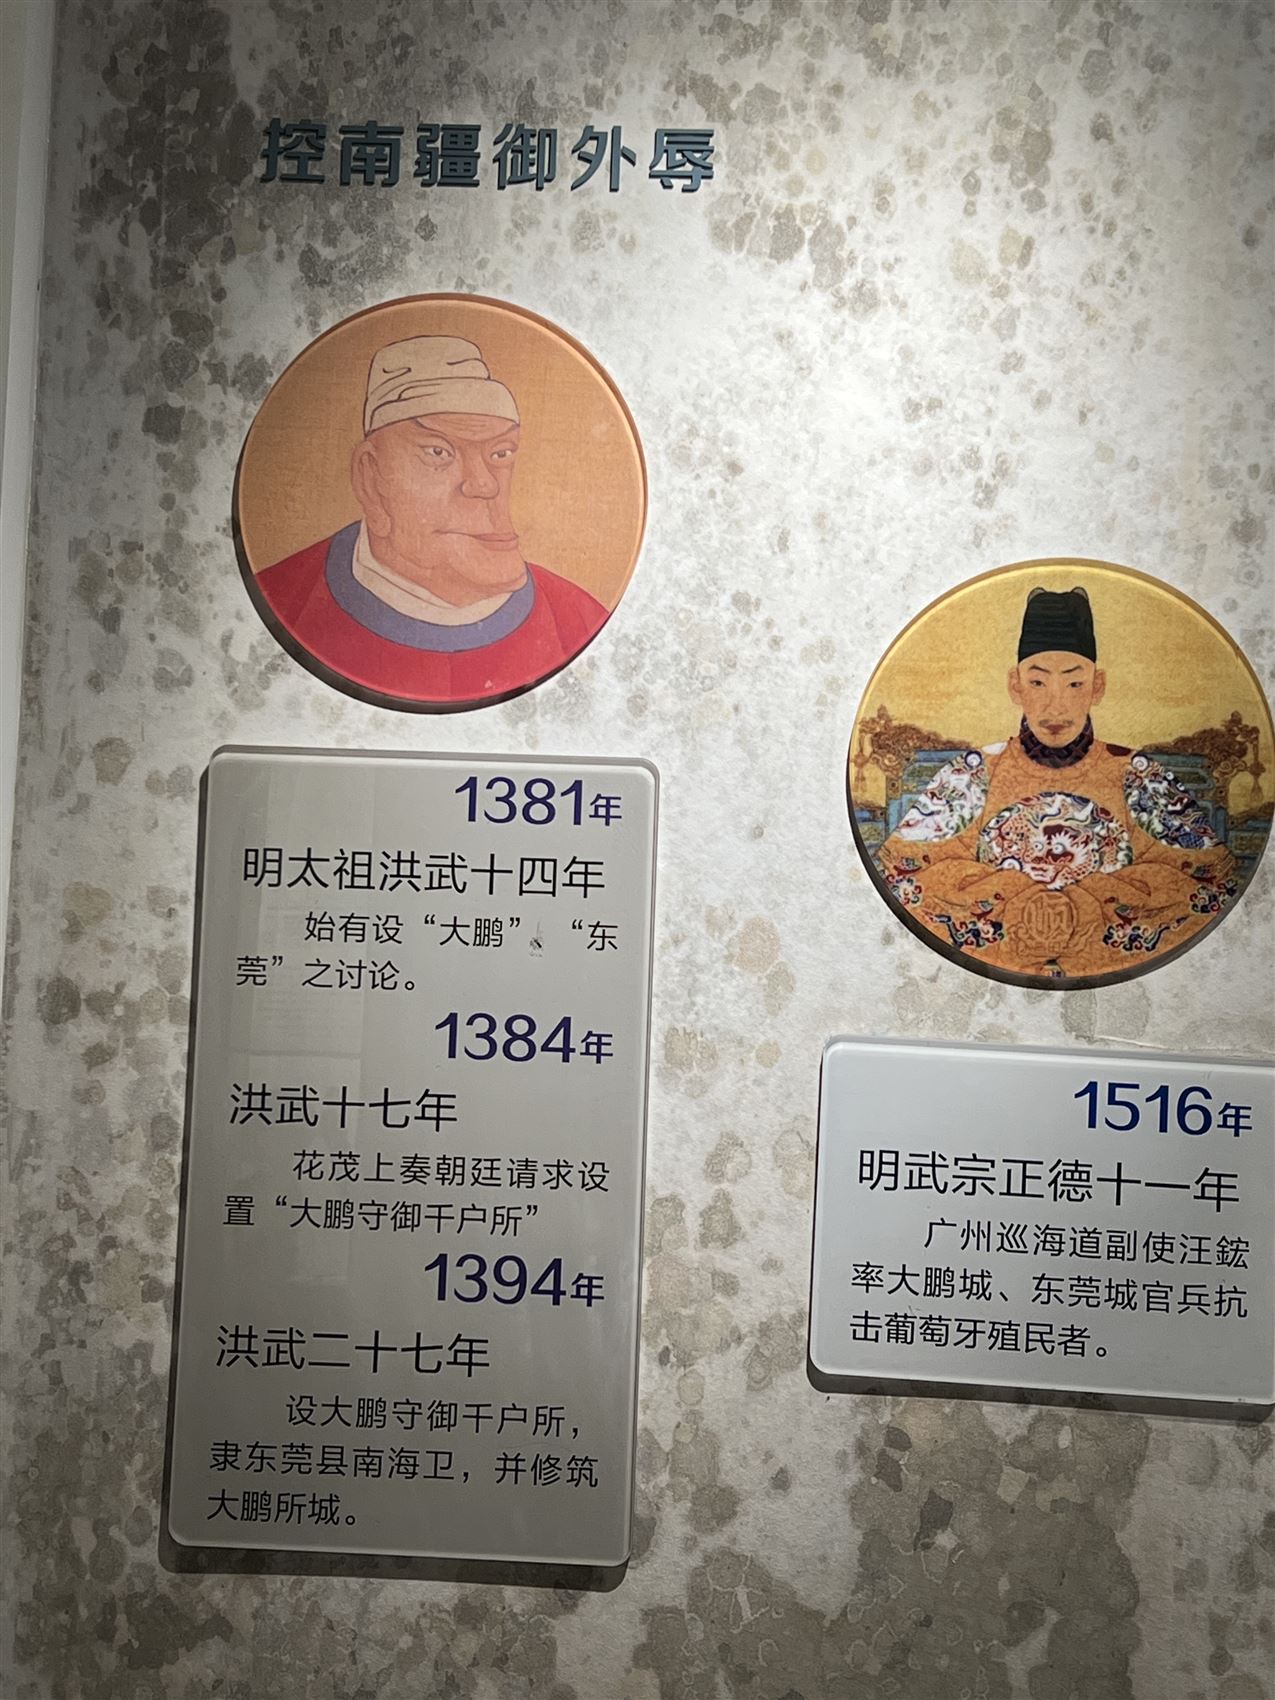 控南疆御外辱
1381年
明太祖洪武十四年
始有设“大鹏”、“东
莞”之讨论。
1384年
洪武十七年
花茂上奏朝廷请求设
置“大鹏守御千户所”
1394年
洪武二十七年
设大鹏守御千户所，
隶东莞县南海卫，并修筑
大鹏所城。
1516年
明武宗正德十一年
广州巡海道副使汪鋐
率大鹏城、东莞城官兵抗
击葡萄牙殖民者。